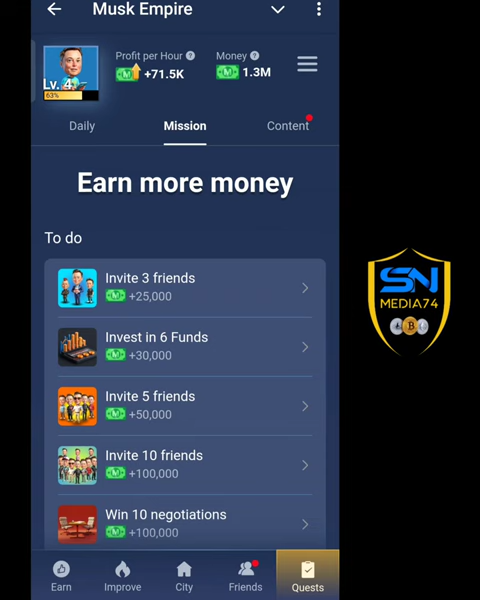 Musk Empire
Profit per Hour
Money
+71.5K
1.3M
63%
Daily
Mission
Content
Earn more money
To do
Invite 3 friends
+25,000
Invest in 6 Funds
+30,000
Invite 5 friends
+50,000
Invite 10 friends
+100,000
Win 10 negotiations
+100,000
Earn
Improve
City
Friends
Quests
SN
MEDIA74